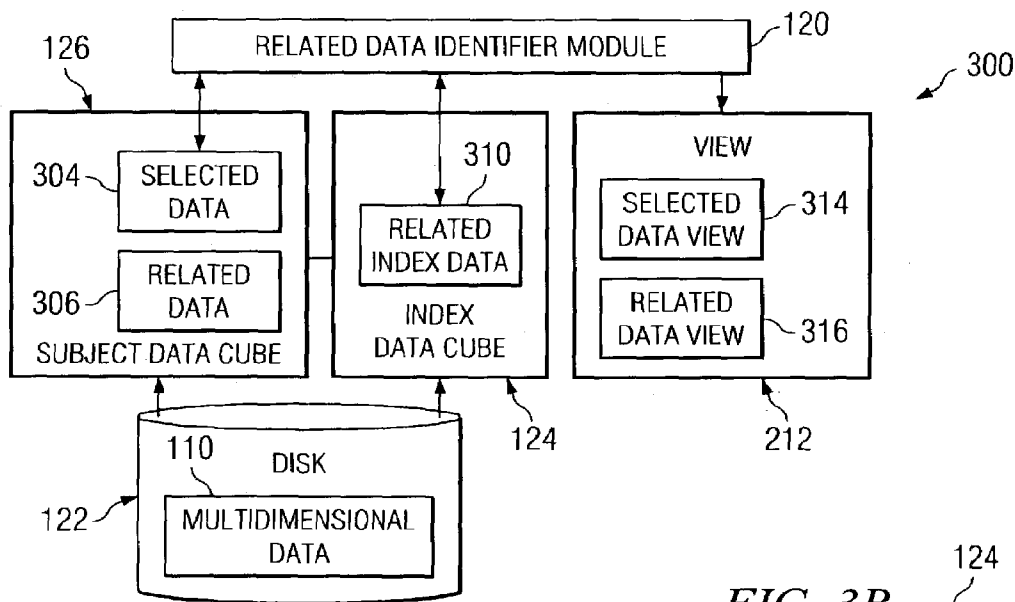 RELATED DATA IDENTIFIER MODULE
120
126
300
VIEW
304
SELECTED
DATA
310
SELECTED
DATA VIEW
314
RELATED
INDEX DATA
306
RELATED
DATA
RELATED
DATA VIEW
316
SUBJECT DATA CUBE
INDEX
DATA CUBE
124
212
110
DISK
122
MULTIDIMENSIONAL
DATA
124